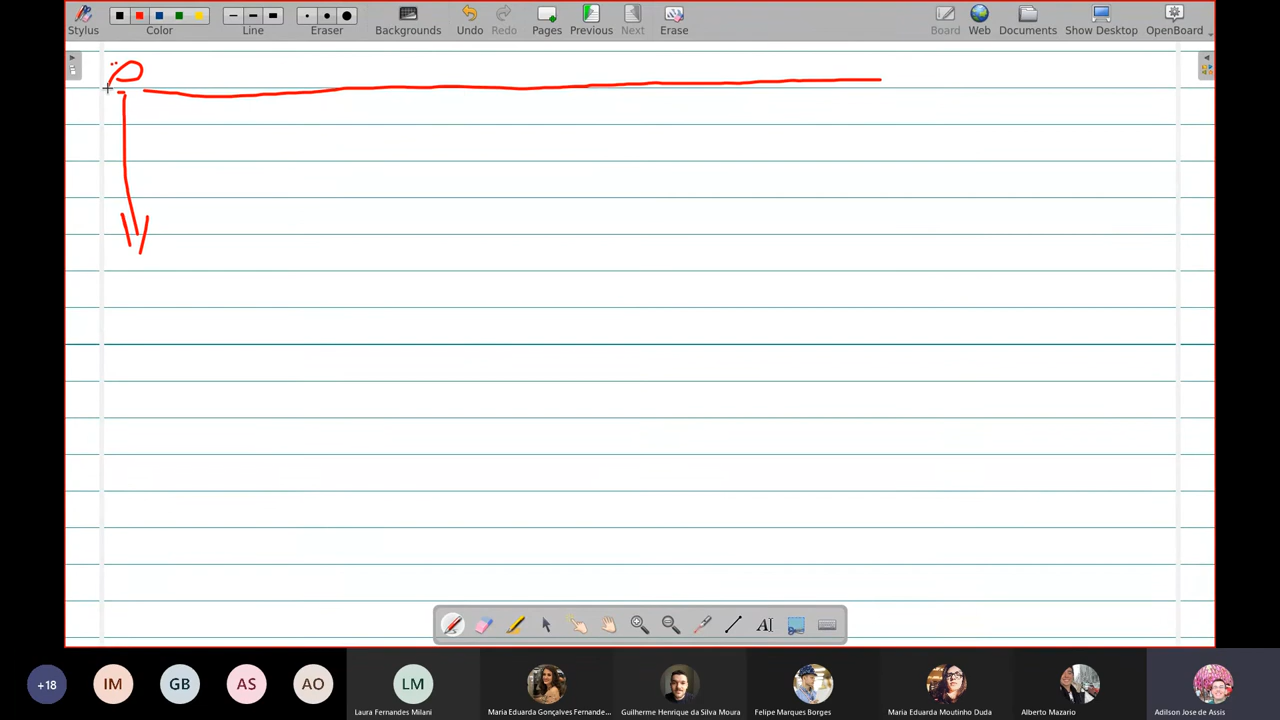 Stylus Color Line Eraser Backgrounds Undo Redo Pages Previous Next Erase Board Web Documents Show Desktop OpenBoard
A
+18 IM GB AS AO LM
Laura Fernandes Milani Maria Eduarda Gonçalves Fernande... Guilherme Henrique da Silva Moura Felipe Marques Borges Maria Eduarda Moutinho Duda Alberto Mazario Adilson Jose de Assis